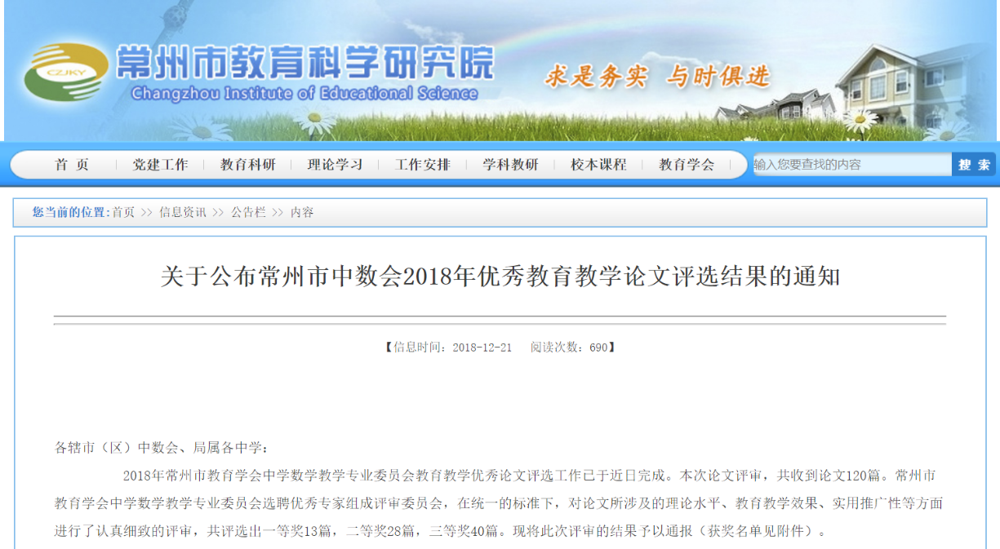 CZJKY
常州市教育科学研究院
Changzhou Institute of Educational Science
求是务实 与时俱进
首 页 党建工作 教育科研 理论学习 工作安排 学科教研 校本课程 教育学会 输入您要查找的内容 搜 索
您当前的位置:首页 >> 信息资讯 >> 公告栏 >> 内容
关于公布常州市中数会2018年优秀教育教学论文评选结果的通知
【信息时间：2018-12-21 阅读次数：690】
各辖市（区）中数会、局属各中学：
2018年常州市教育学会中学数学教学专业委员会教育教学优秀论文评选工作已于近日完成。本次论文评审，共收到论文120篇。常州市
教育学会中学数学教学专业委员会选聘优秀专家组成评审委员会，在统一的标准下，对论文所涉及的理论水平、教育教学效果、实用推广性等方面
进行了认真细致的评审，共评选出一等奖13篇，二等奖28篇，三等奖40篇。现将此次评审的结果予以通报（获奖名单见附件）。